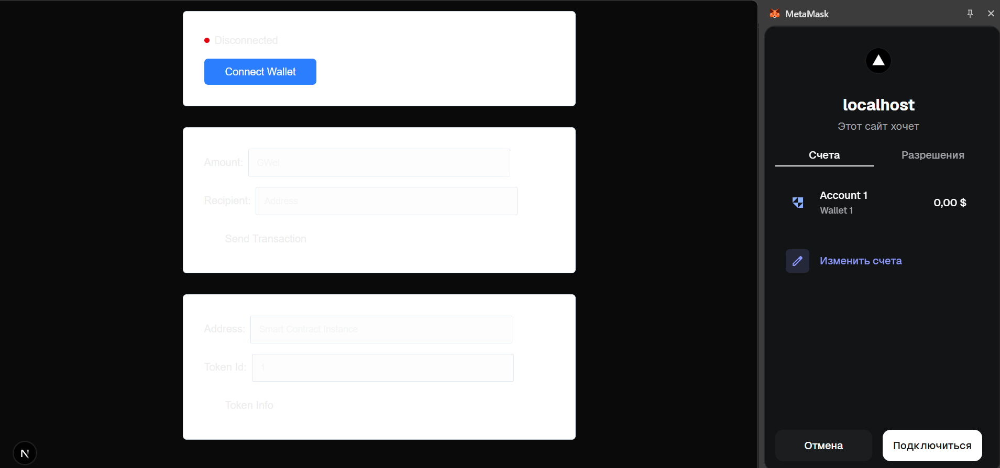 Disconnected
Connect Wallet
Amount: GWei
Recipient: Address
Send Transaction
Address: Smart Contract Instance
Token Id: 1
Token Info
N
MetaMask
localhost
Этот сайт хочет
Счета Разрешения
Account 1
Wallet 1
0,00 $
Изменить счета
Отмена Подключиться